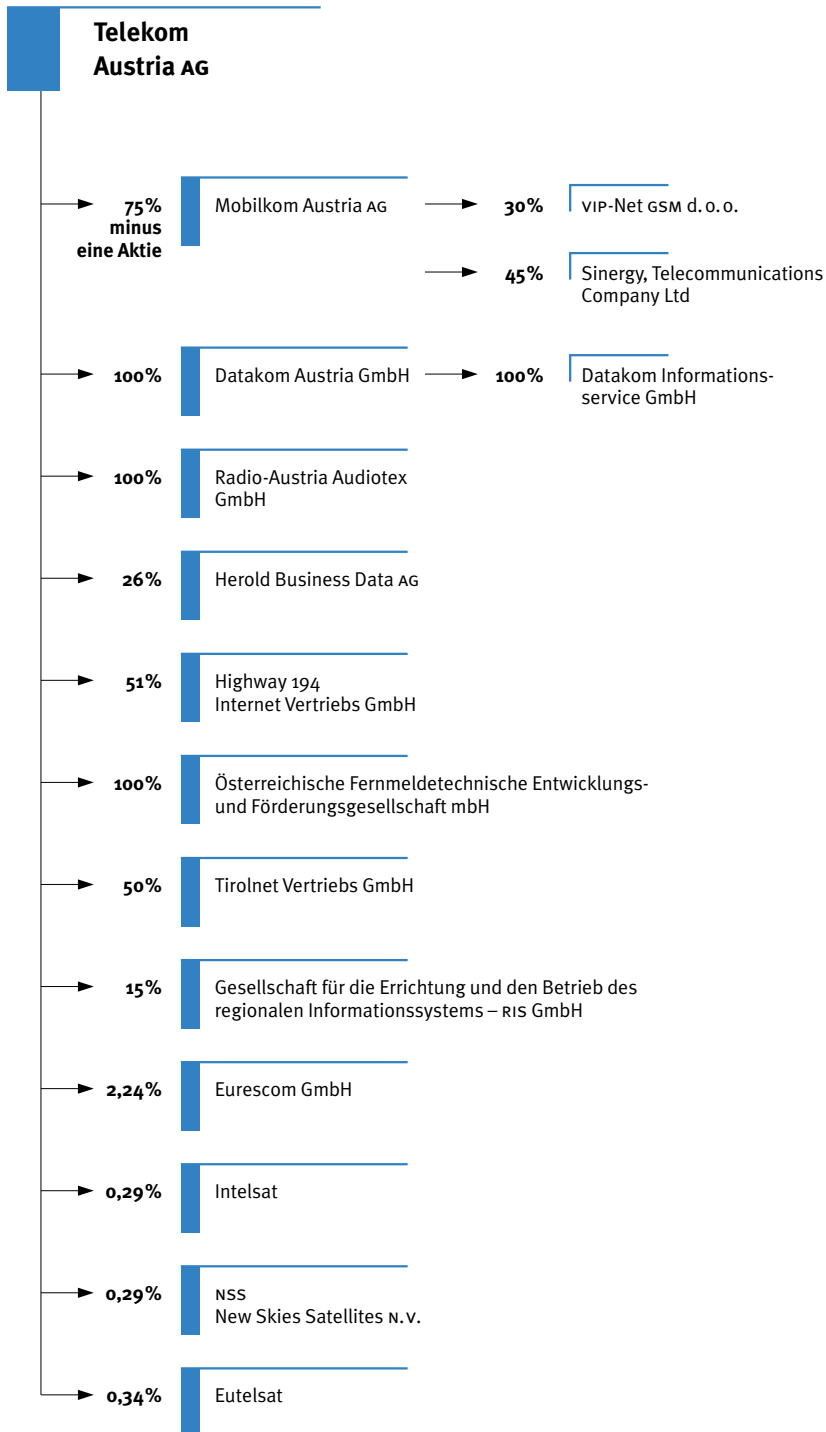 Telekom
Austria AG
75%
minus
eine Aktie
Mobilkom Austria AG
30%
VIP-Net GSM d.o.o.
45%
Sinergy, Telecommunications
Company Ltd
100%
Datakom Austria GmbH
100%
Datakom Informations-
service GmbH
100%
Radio-Austria Audiotex
GmbH
26%
Herold Business Data AG
51%
Highway 194
Internet Vertriebs GmbH
100%
Österreichische Fernmeldetechnische Entwicklungs-
und Förderungsgesellschaft mbH
50%
Tirolnet Vertriebs GmbH
15%
Gesellschaft für die Errichtung und den Betrieb des
regionalen Informationssystems – RIS GmbH
2,24%
Eurescom GmbH
0,29%
Intelsat
0,29%
NSS
New Skies Satellites N.V.
0,34%
Eutelsat